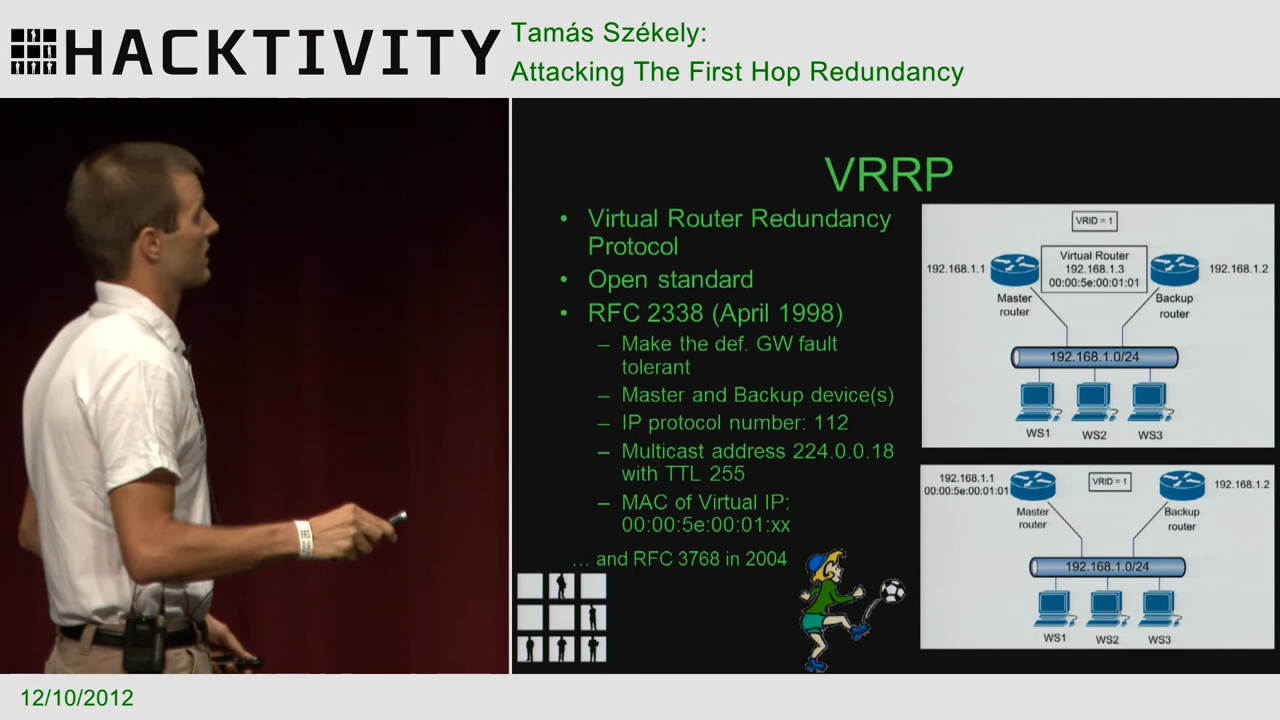 HACKTIVITY
Tamás Székely:
Attacking The First Hop Redundancy
VRRP
• Virtual Router Redundancy
Protocol
• Open standard
• RFC 2338 (April 1998)
– Make the def. GW fault
tolerant
– Master and Backup device(s)
– IP protocol number: 112
– Multicast address 224.0.0.18
with TTL 255
– MAC of Virtual IP:
00:00:5e:00:01:xx
... and RFC 3768 in 2004
VRID = 1
192.168.1.1
Virtual Router
192.168.1.3
00:00:5e:00:01:01
192.168.1.2
Master
router
Backup
router
192.168.1.0/24
WS1
WS2
WS3
192.168.1.1
00:00:5e:00:01:01
VRID = 1
192.168.1.2
Master
router
Backup
router
192.168.1.0/24
WS1
WS2
WS3
12/10/2012